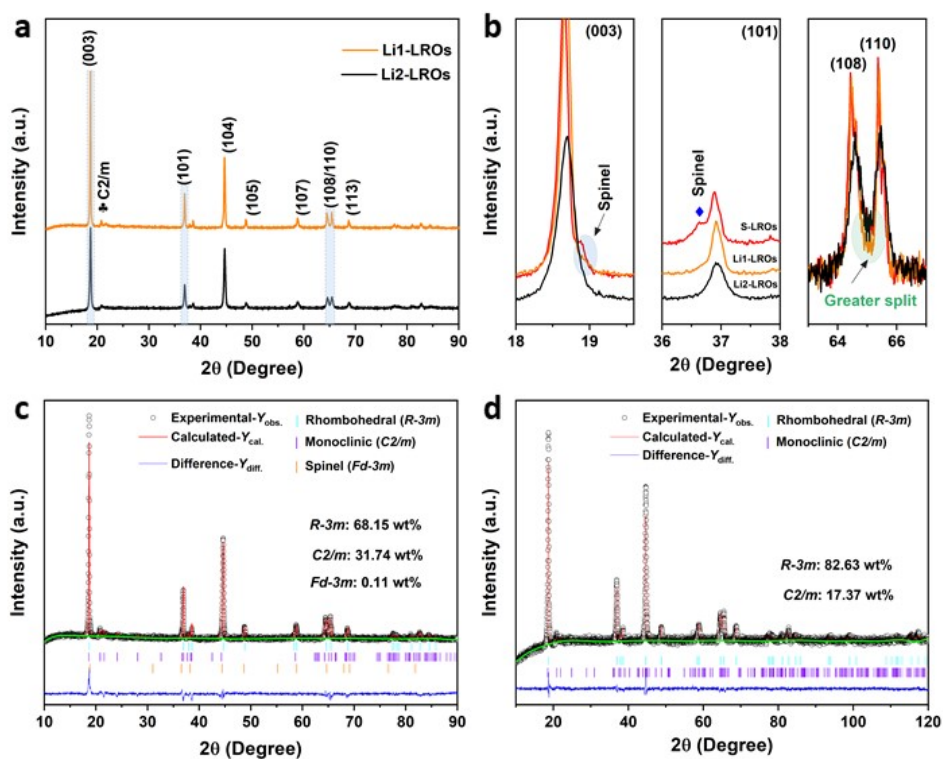 a
Intensity (a.u.)
(003)
♣ C2/m
(101)
(104)
(105)
(107)
(108/110)
(113)
Li1-LROs
Li2-LROs
10 20 30 40 50 60 70 80 90
2θ (Degree)
b
Intensity (a.u.)
(003)
Spinel
18 19
(101)
Spinel
S-LROs
Li1-LROs
Li2-LROs
36 37 38
(108)
(110)
Greater split
64 66
2θ (Degree)
c
Intensity (a.u.)
Experimental-Yobs.
Calculated-Ycal.
Difference-Ydiff.
Rhombohedral (R-3m)
Monoclinic (C2/m)
Spinel (Fd-3m)
R-3m: 68.15 wt%
C2/m: 31.74 wt%
Fd-3m: 0.11 wt%
10 20 30 40 50 60 70 80 90
2θ (Degree)
d
Intensity (a.u.)
Experimental-Yobs.
Calculated-Ycal.
Difference-Ydiff.
Rhombohedral (R-3m)
Monoclinic (C2/m)
R-3m: 82.63 wt%
C2/m: 17.37 wt%
20 40 60 80 100 120
2θ (Degree)